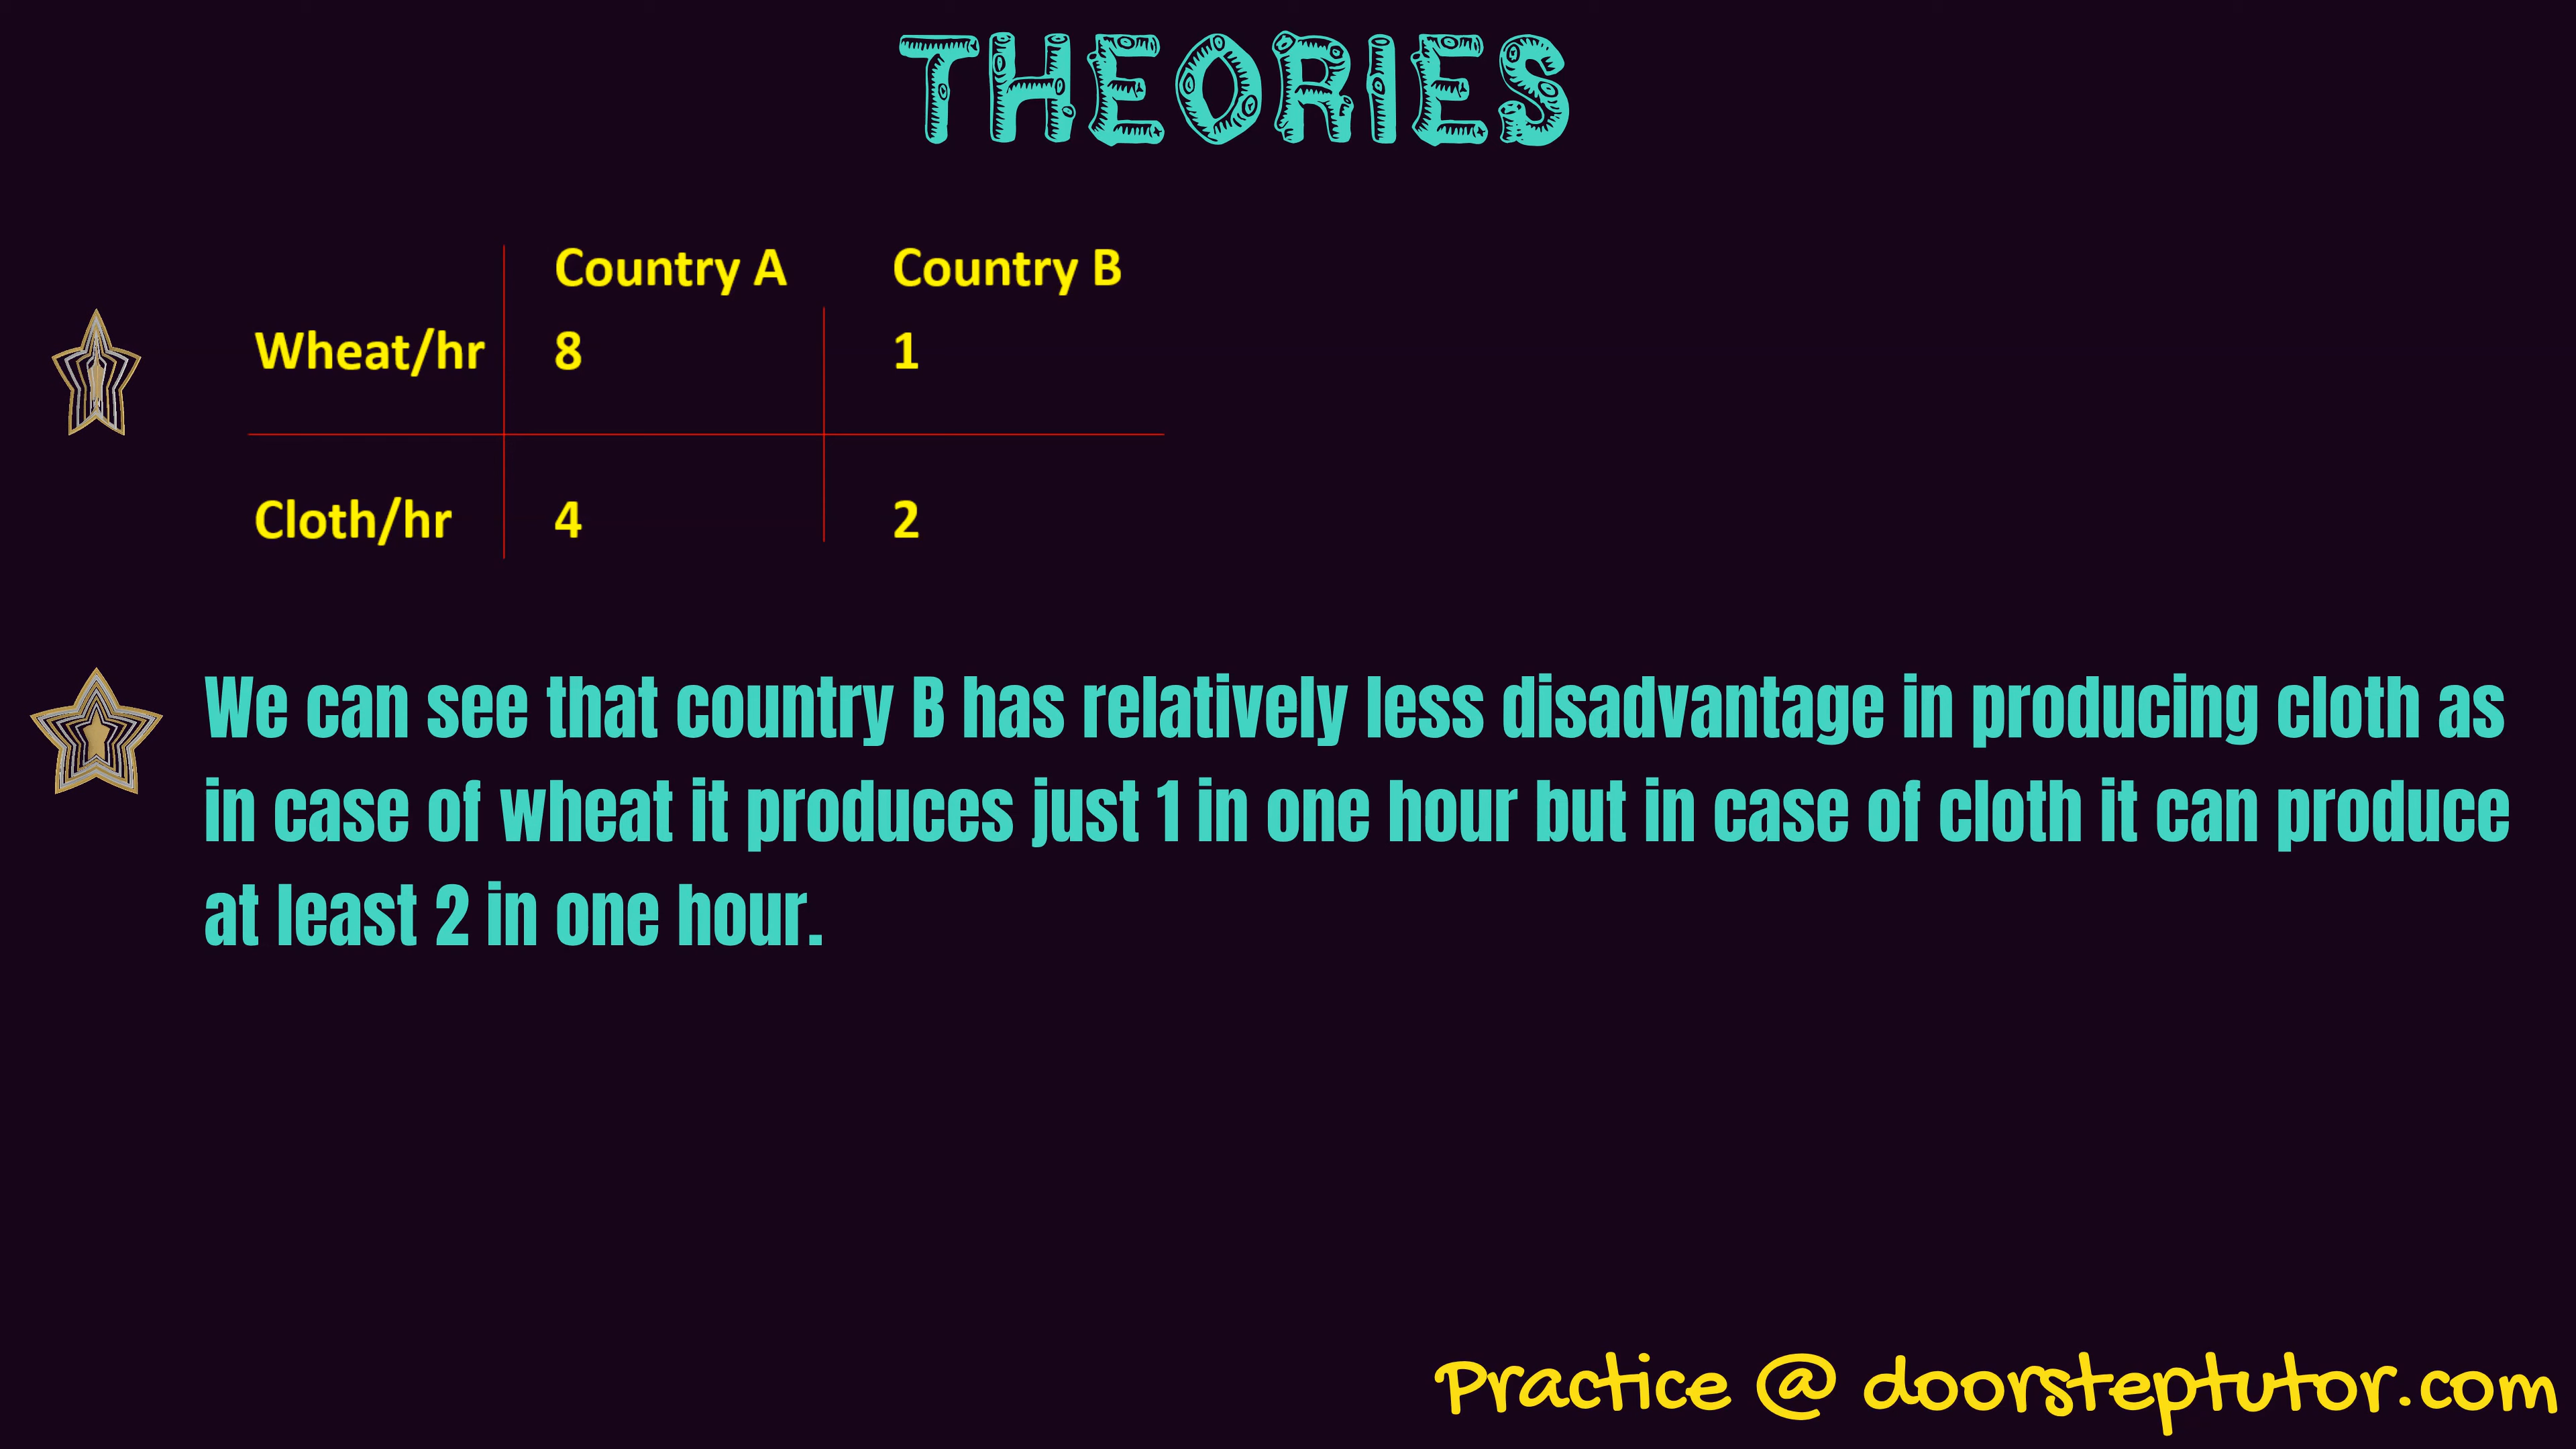 THEORIES
Country A Country B
Wheat/hr 8 1
Cloth/hr 4 2
We can see that country B has relatively less disadvantage in producing cloth as
in case of wheat it produces just 1 in one hour but in case of cloth it can produce
at least 2 in one hour.
Practice @ doorsteptutor.com